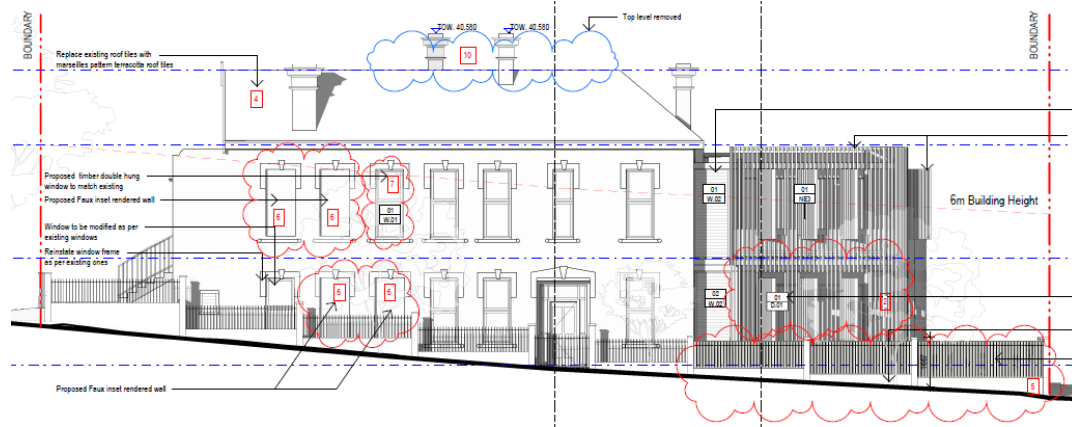 BOUNDARY
TOW. 40.580
TOW. 40.580
Top level removed
BOUNDARY
Replace existing roof tiles with
marseilles pattern terracotta roof tiles
10
4
Proposed timber double hung
window to match existing
7
Proposed Faux inset rendered wall
6
6
01
W.01
01
W.02
01
NE3
6m Building Height
Window to be modified as per
existing windows
Reinstate window frame
as per existing ones
6
6
02
W.02
01
D.01
2
Proposed Faux inset rendered wall
5